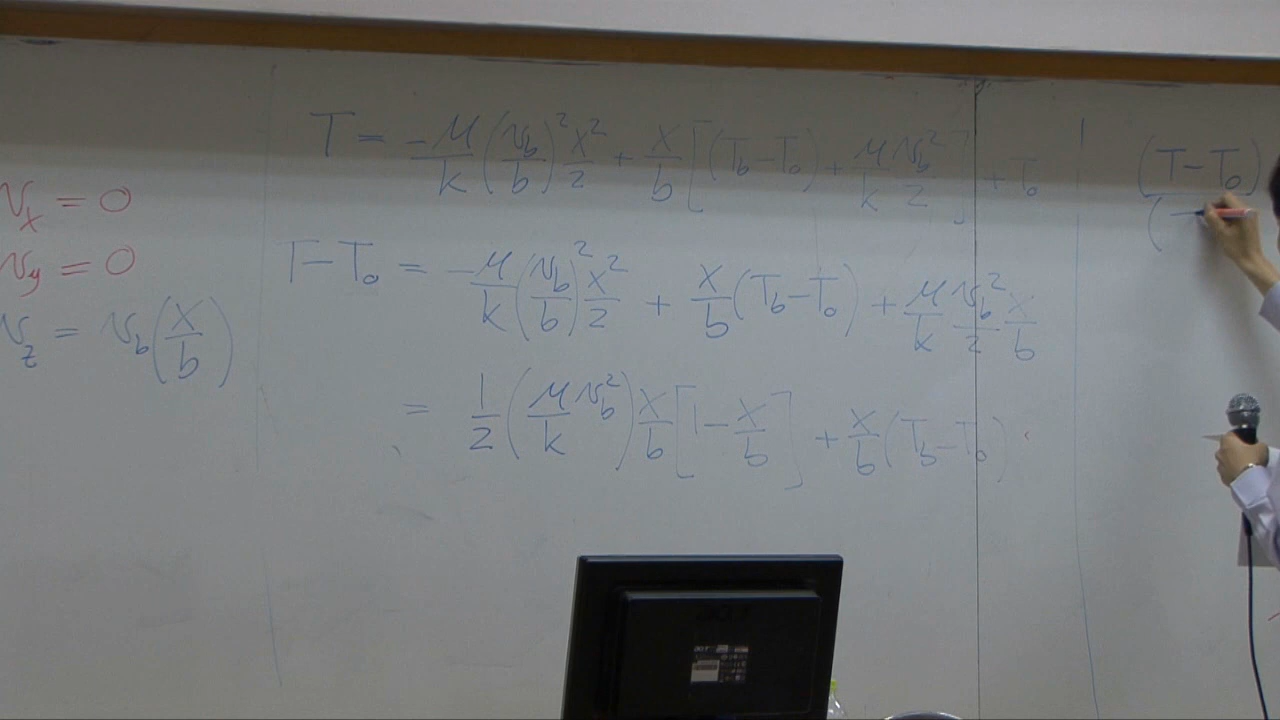 v_x = 0
v_y = 0
v_z = v_b (x/b)
T = -μ/k (v_b/b)² x²/2 + x/b [(T_b - T_0) + μ/k v_b²/2] + T_0
T - T_0 = -μ/k (v_b/b)² x²/2 + x/b (T_b - T_0) + μ/k v_b²/2 x/b
= 1/2 (μ/k v_b²) x/b [1 - x/b] + x/b (T_b - T_0)
(T - T_0)
(
acer